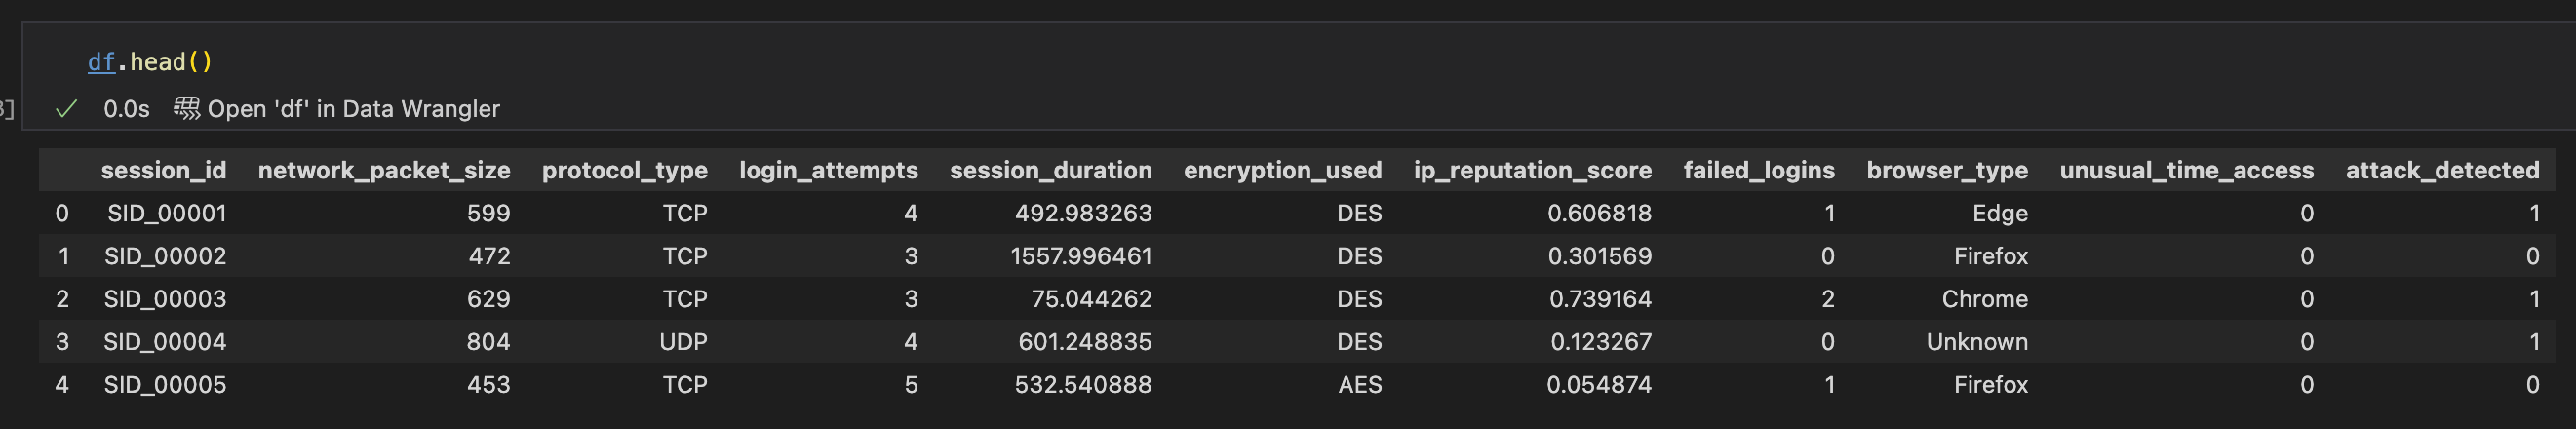 df.head()
3]
0.0s Open 'df' in Data Wrangler
session_id network_packet_size protocol_type login_attempts session_duration encryption_used ip_reputation_score failed_logins browser_type unusual_time_access attack_detected
0 SID_00001 599 TCP 4 492.983263 DES 0.606818 1 Edge 0 1
1 SID_00002 472 TCP 3 1557.996461 DES 0.301569 0 Firefox 0 0
2 SID_00003 629 TCP 3 75.044262 DES 0.739164 2 Chrome 0 1
3 SID_00004 804 UDP 4 601.248835 DES 0.123267 0 Unknown 0 1
4 SID_00005 453 TCP 5 532.540888 AES 0.054874 1 Firefox 0 0